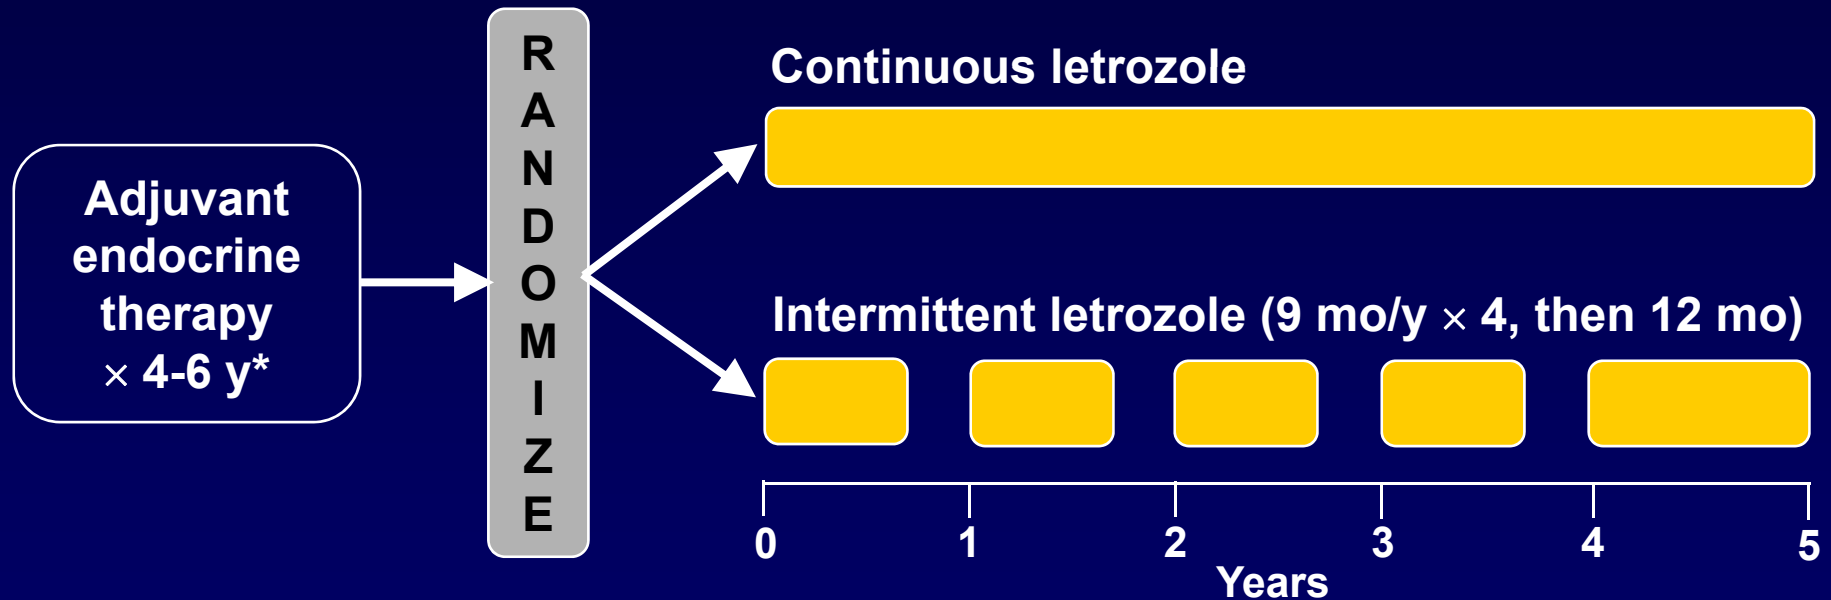 Adjuvant
endocrine
therapy
× 4-6 y*
R
A
N
D
O
M
I
Z
E
Continuous letrozole
Intermittent letrozole (9 mo/y × 4, then 12 mo)
0 1 2 3 4 5
Years